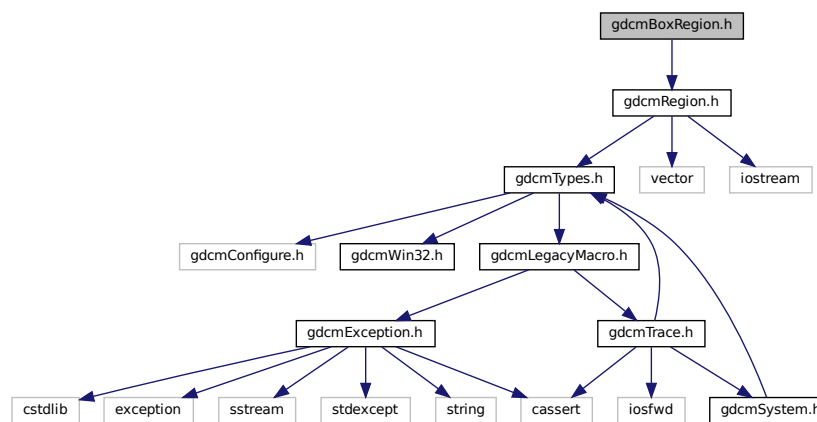 gdcmBoxRegion.h
gdcmRegion.h
gdcmTypes.h
vector
iostream
gdcmConfigure.h
gdcmWin32.h
gdcmLegacyMacro.h
gdcmException.h
gdcmTrace.h
cstdlib
exception
sstream
stdexcept
string
cassert
iosfwd
gdcmSystem.h